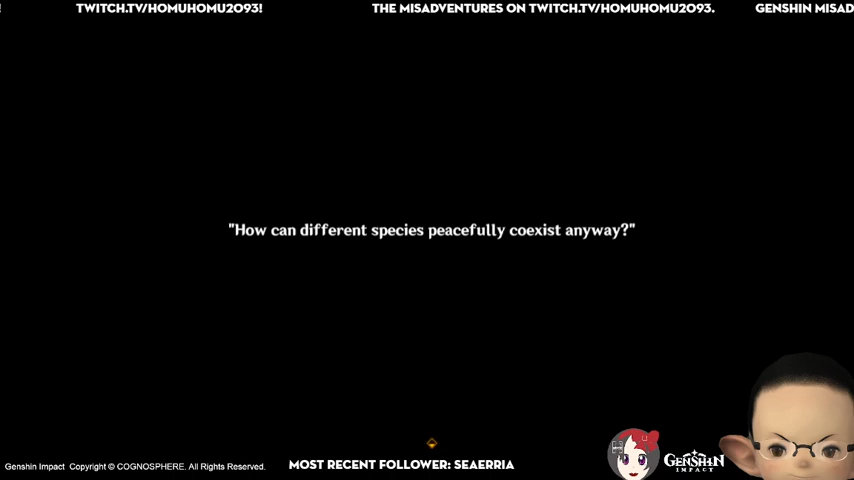 !
TWITCH.TV/HOMUHOMU2093!
THE MISADVENTURES ON TWITCH.TV/HOMUHOMU2093.
GENSHIN MISAD
"How can different species peacefully coexist anyway?"
Genshin Impact Copyright © COGNOSPHERE. All Rights Reserved.
MOST RECENT FOLLOWER: SEAERRIA
GENSHIN
IMPACT